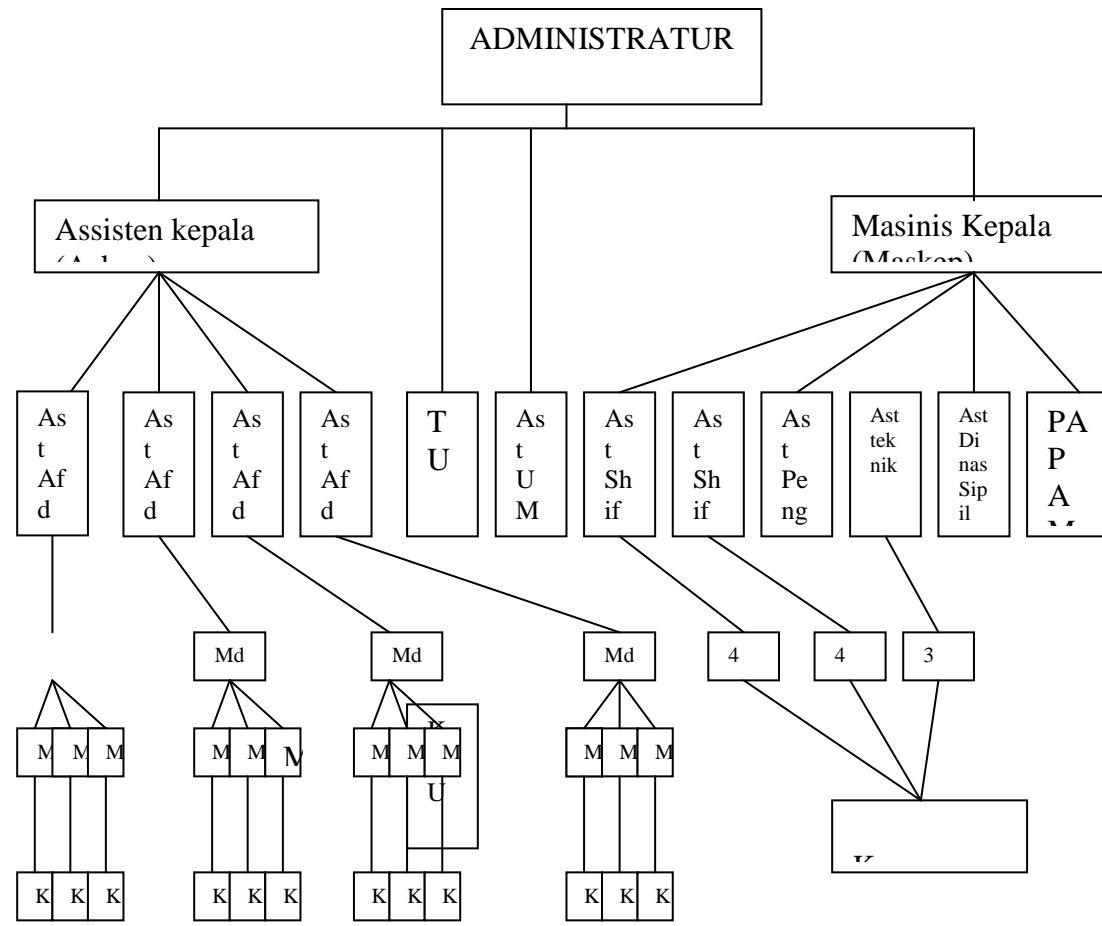 ADMINISTRATUR
Assisten kepala
Masinis Kepala
(Maskep)
As
t
Af
d
As
t
Af
d
As
t
Af
d
As
t
Af
d
T
U
As
t
U
M
As
t
Sh
if
As
t
Sh
if
As
t
Pe
ng
Ast
tek
nik
Ast
Di
nas
Sip
il
PA
P
A
M
Md
Md
Md
4
4
3
M
M
M
M
M
M
M
M
M
M
M
M
K
U
K
K
K
K
K
K
K
K
K
K
K
K
K